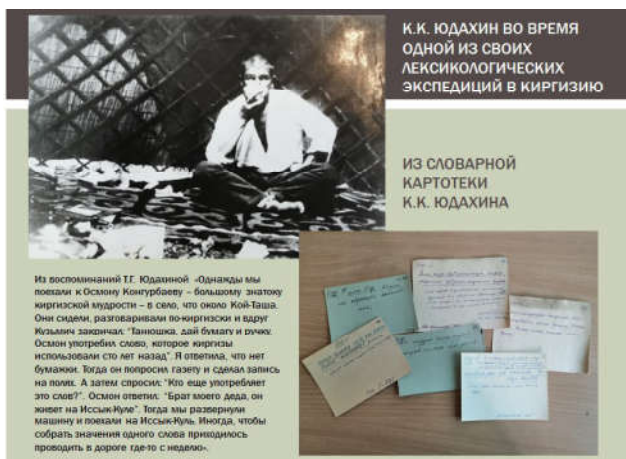 К.К. ЮДАХИН ВО ВРЕМЯ
ОДНОЙ ИЗ СВОИХ
ЛЕКСИКОЛОГИЧЕСКИХ
ЭКСПЕДИЦИЙ В КИРГИЗИЮ
ИЗ СЛОВАРНОЙ
КАРТОТЕКИ
К.К. ЮДАХИНА
Из воспоминаний Т.Г. Юдахиной «Однажды мы
поехали к Осмону Конгурбаеву – большому знатоку
киргизской мудрости – в село, что около Кой-Таша.
Они сидели, разговаривали по-киргизски и вдруг
Кузьмич закричал: "Танюшка, дай бумагу и ручку.
Осмон употребил слово, которое киргизы
использовали сто лет назад". Я ответила, что нет
бумажки. Тогда он попросил газету и сделал запись
на полях. А затем спросил: "Кто еще употребляет
это слов?". Осмон ответил: "Брат моего деда, он
живет на Иссык-Куле". Тогда мы развернули
машину и поехали на Иссык-Куль. Иногда, чтобы
собрать значения одного слова приходилось
проводить в дороге где-то с неделю».